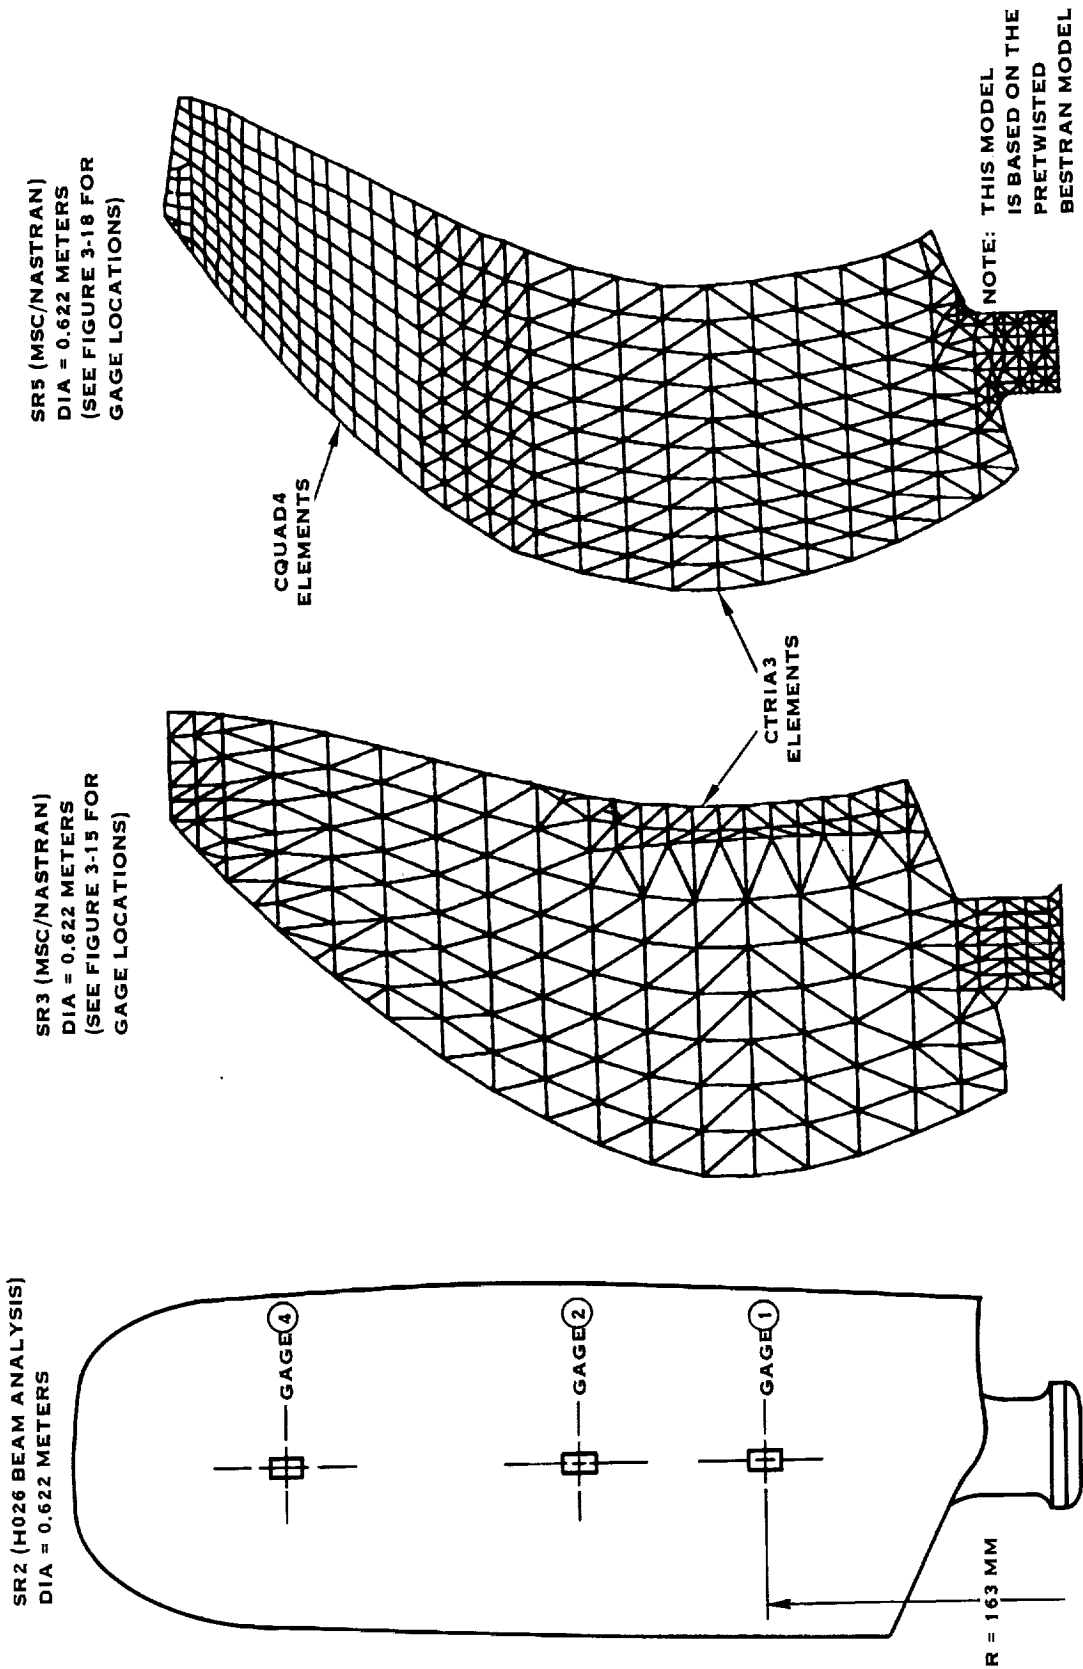 SR2 (H026 BEAM ANALYSIS)
DIA = 0.622 METERS
GAGE 4
GAGE 2
GAGE 1
R = 163 MM
SR3 (MSC/NASTRAN)
DIA = 0.622 METERS
(SEE FIGURE 3-15 FOR
GAGE LOCATIONS)
CTRIA3
ELEMENTS
SR5 (MSC/NASTRAN)
DIA = 0.622 METERS
(SEE FIGURE 3-18 FOR
GAGE LOCATIONS)
CQUAD4
ELEMENTS
NOTE: THIS MODEL
IS BASED ON THE
PRETWISTED
BESTRAN MODEL